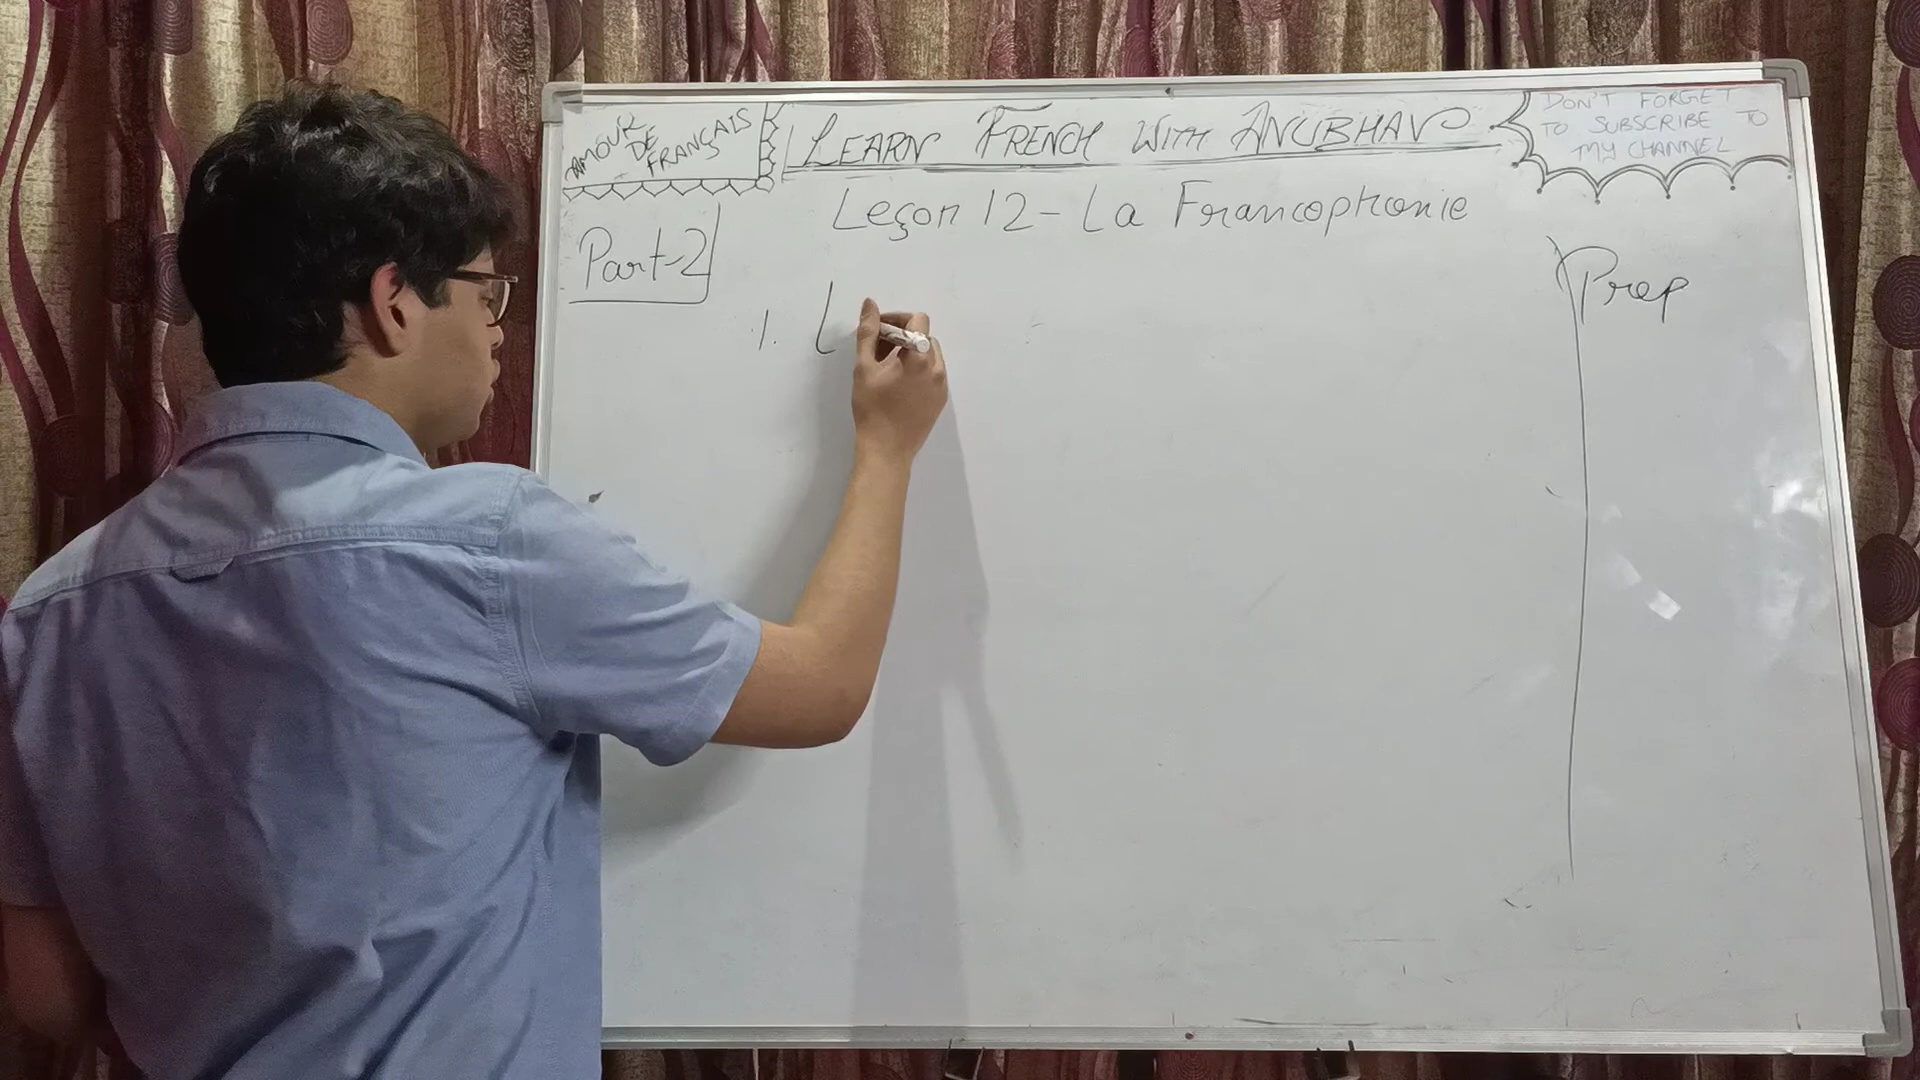 AMOUR
DE
FRANÇAIS
LEARN FRENCH WITH ANUBHAV
DON'T FORGET
TO SUBSCRIBE TO
MY CHANNEL
Leçon 12 - La Francophonie
Part-2
Prep
1. L